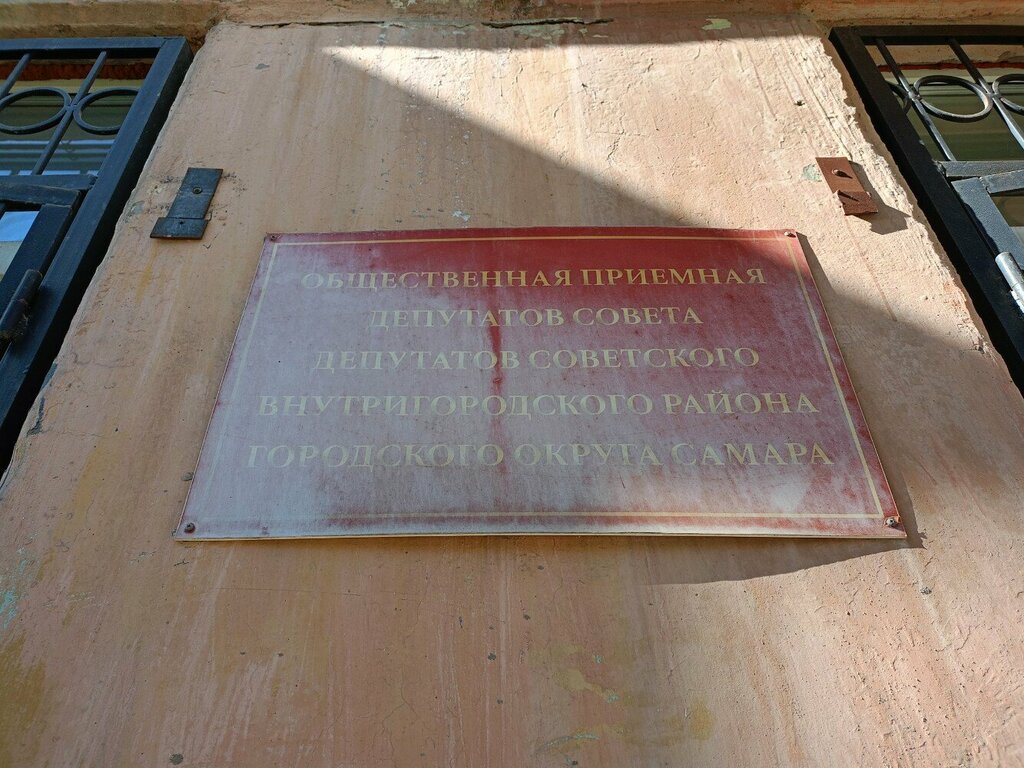 ОБЩЕСТВЕННАЯ ПРИЕМНАЯ
ДЕПУТАТОВ СОВЕТА
ДЕПУТАТОВ СОВЕТСКОГО
ВНУТРИГОРОДСКОГО РАЙОНА
ГОРОДСКОГО ОКРУГА САМАРА